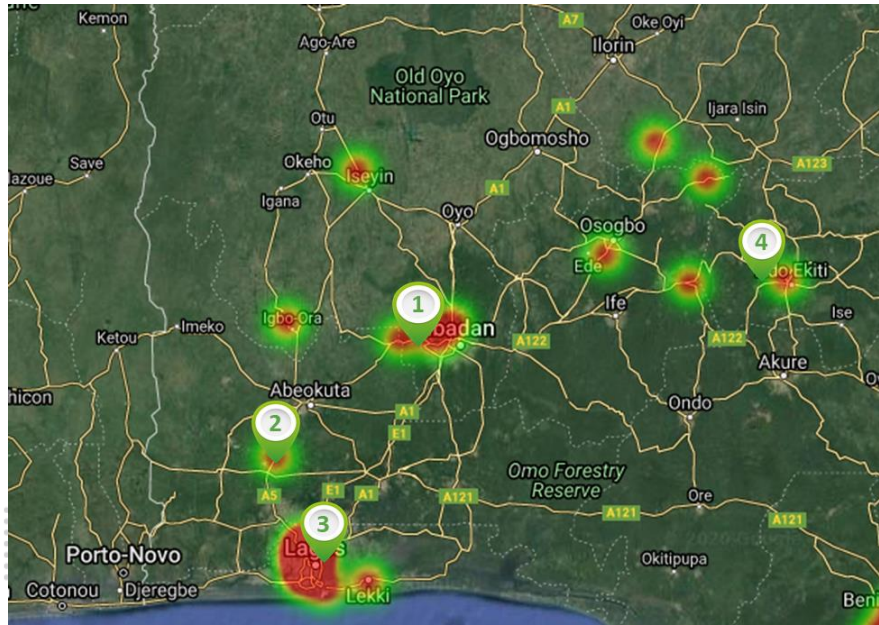 Kemon
A7
Oke Oyi
Ago-Are
Ilorin
Old Oyo
National Park
Otu
A1
Ijara Isin
Ogbomosho
Save
Okeho
A123
Iseyin
Igana
A1
Oyo
Osogbo
4
Ede
do Ekiti
1
Igbo-Ora
Imeko
Ife
Ise
badan
Ketou
A122
A122
Akure
hicon
Abeokuta
A1
Ondo
2
E1
Omo Forestry
Reserve
A5
E1
A1
A121
Ore
A121
A121
3
Lagos
Porto-Novo
Okitipupa
Cotonou
Djeregbe
Lekki
Beni